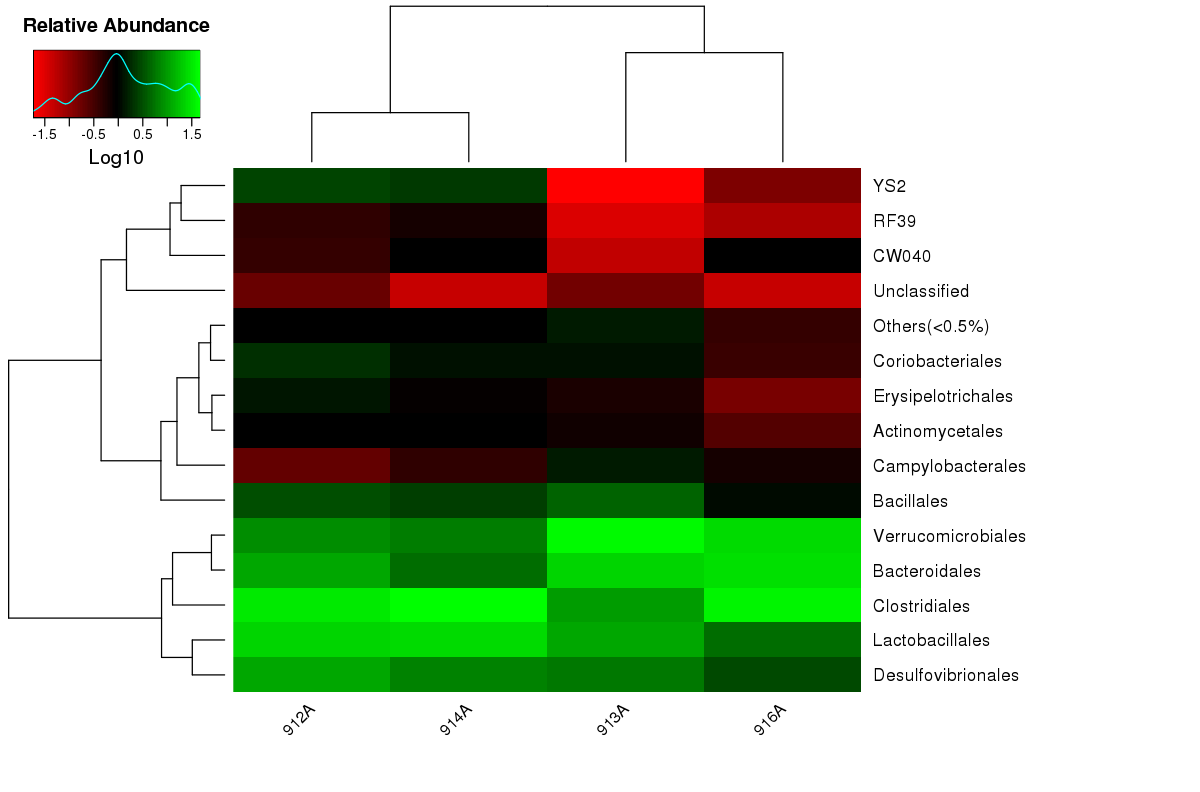 Relative Abundance
-1.5 -0.5 0.5 1.5
Log10
YS2
RF39
CW040
Unclassified
Others(<0.5%)
Coriobacteriales
Erysipelotrichales
Actinomycetales
Campylobacterales
Bacillales
Verrucomicrobiales
Bacteroidales
Clostridiales
Lactobacillales
Desulfovibrionales
912A 914A 913A 916A